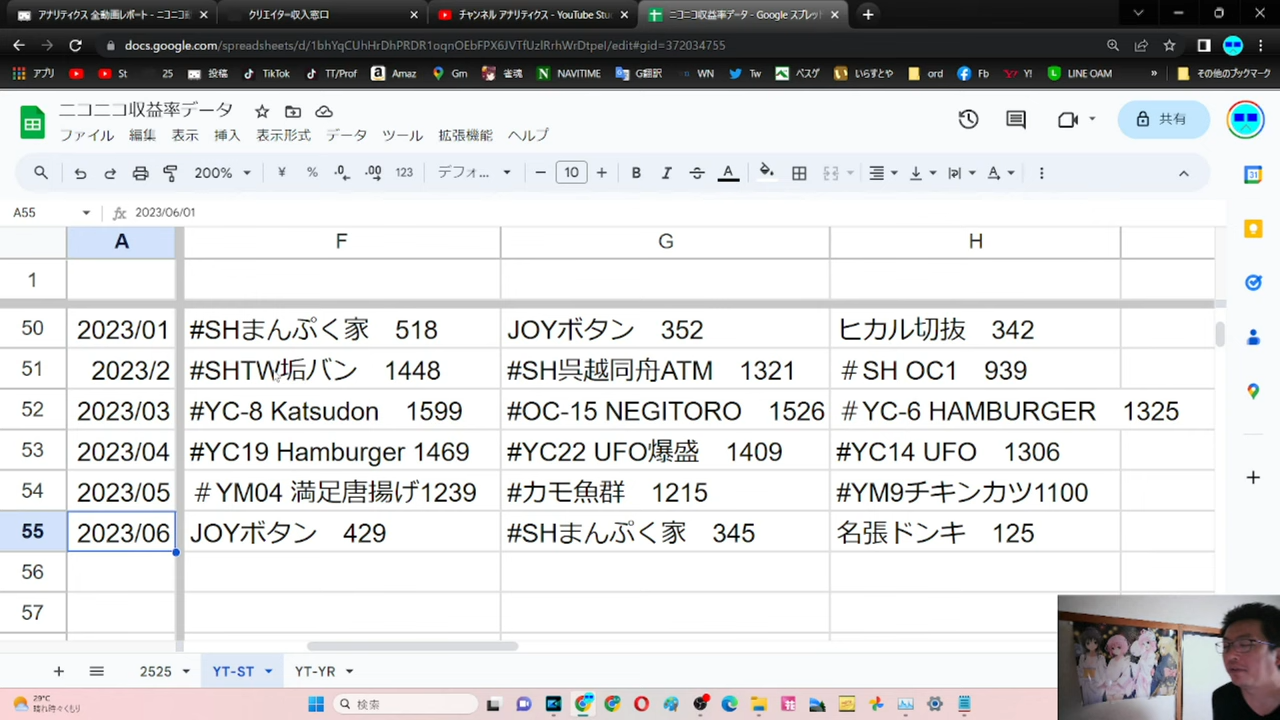 アナリティクス 全動画レポート - ニコニコ動
クリエイター収入窓口
チャンネル アナリティクス - YouTube Stu
ニコニコ収益率データ - Google スプレッド
docs.google.com/spreadsheets/d/1bhYqCUhHrDhPRDR1oqnOEbFPX6JVTfUzlRrhWrDtpeI/edit#gid=372034755
アプリ St 25 投稿 TikTok TT/Prof Amaz Gm 雀魂 NAVITIME G翻訳 WN Tw ベスグ いらすとや ord Fb Y! LINE OAM » その他のブックマーク
ニコニコ収益率データ
ファイル 編集 表示 挿入 表示形式 データ ツール 拡張機能 ヘルプ
共有
200% ¥ % .0 .00 123 デフォ... − 10 + B I S A
A55 fx 2023/06/01
A F G H
1
50 2023/01 #SHまんぷく家 518 JOYボタン 352 ヒカル切抜 342
51 2023/2 #SHTW垢バン 1448 #SH呉越同舟ATM 1321 ＃SH OC1 939
52 2023/03 #YC-8 Katsudon 1599 #OC-15 NEGITORO 1526 ＃YC-6 HAMBURGER 1325
53 2023/04 #YC19 Hamburger 1469 #YC22 UFO爆盛 1409 #YC14 UFO 1306
54 2023/05 ＃YM04 満足唐揚げ1239 #カモ魚群 1215 #YM9チキンカツ1100
55 2023/06 JOYボタン 429 #SHまんぷく家 345 名張ドンキ 125
56
57
2525 YT-ST YT-YR
29°C
晴れ時々くもり
検索